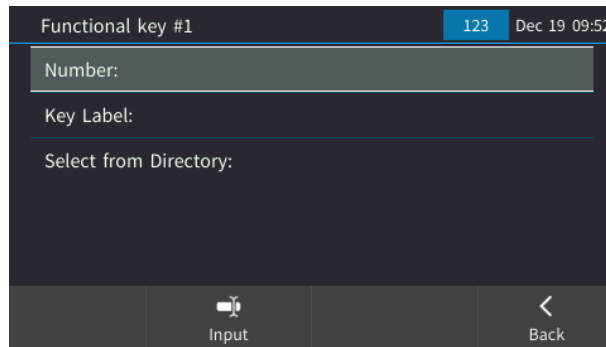 Functional key #1 123 Dec 19 09:52
Number:
Key Label:
Select from Directory:
Input Back